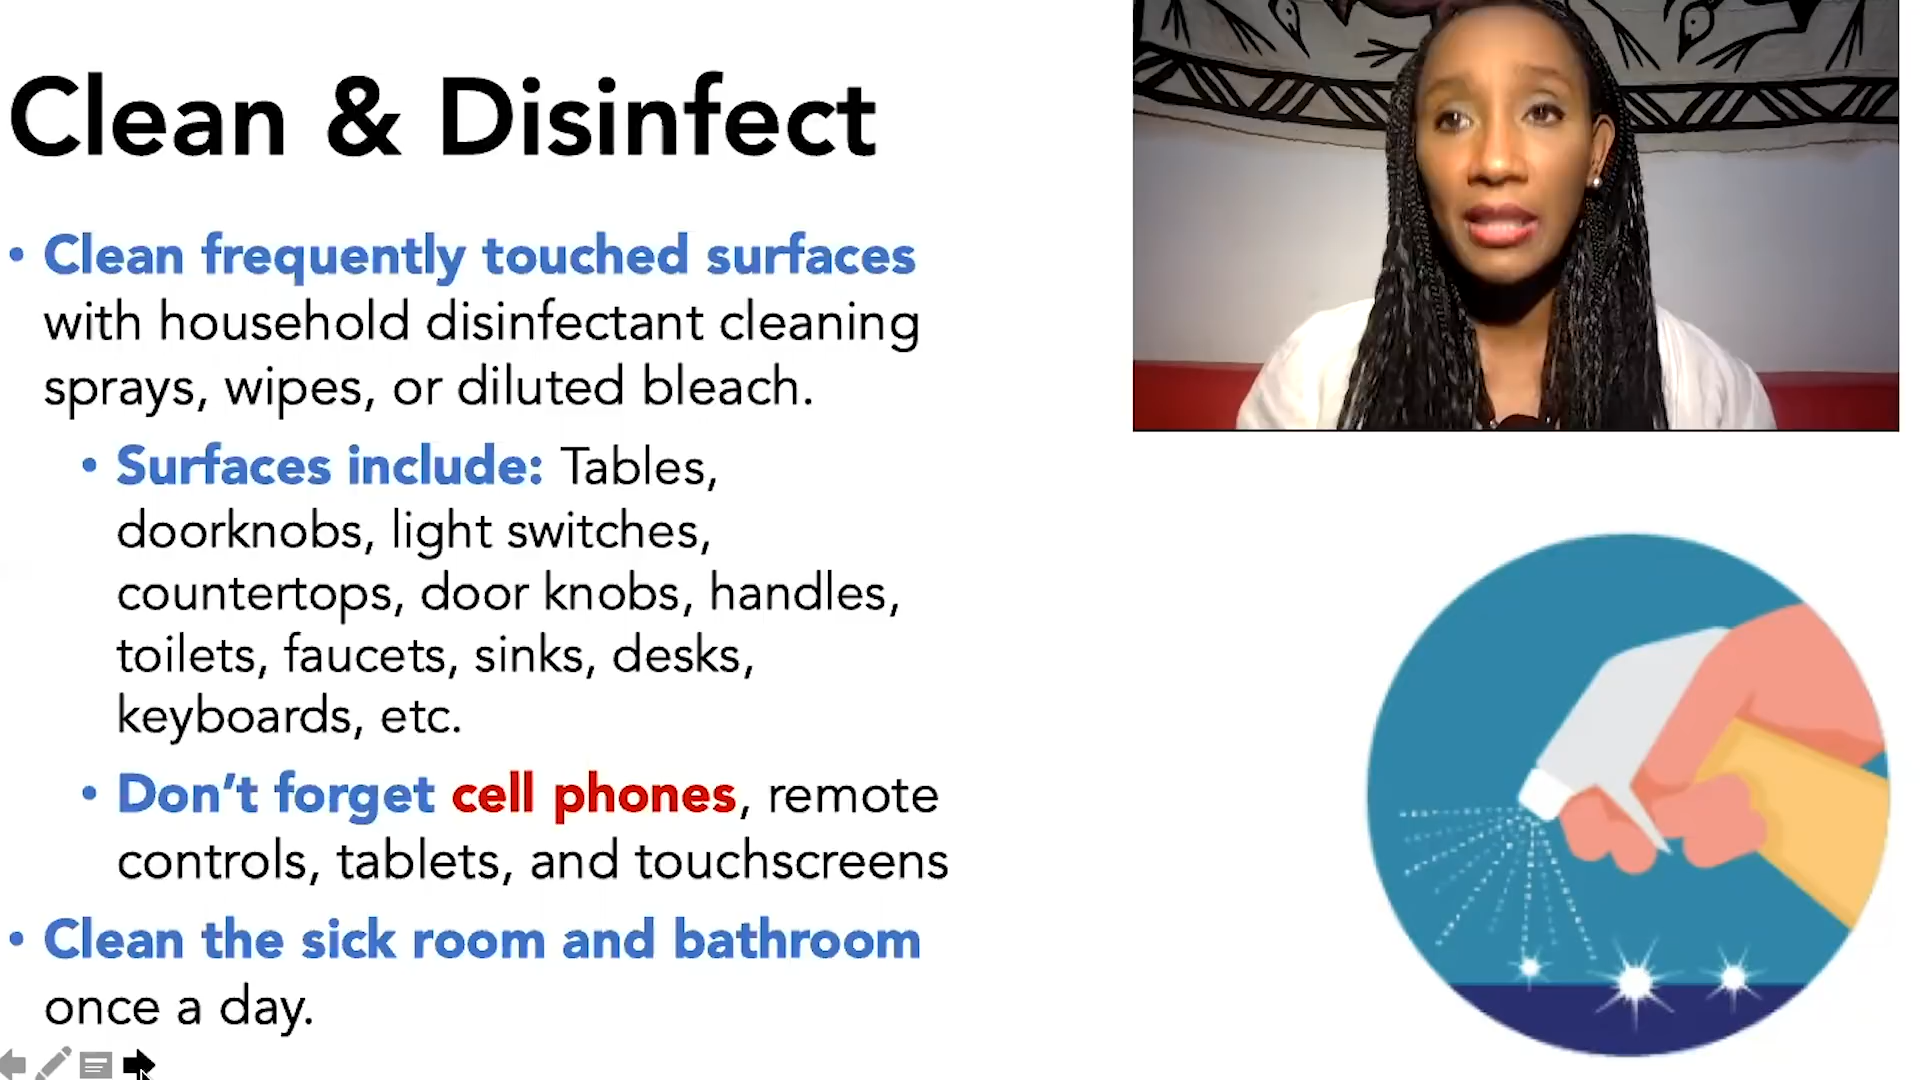 Clean & Disinfect
• Clean frequently touched surfaces
with household disinfectant cleaning
sprays, wipes, or diluted bleach.
• Surfaces include: Tables,
doorknobs, light switches,
countertops, door knobs, handles,
toilets, faucets, sinks, desks,
keyboards, etc.
• Don’t forget cell phones, remote
controls, tablets, and touchscreens
• Clean the sick room and bathroom
once a day.